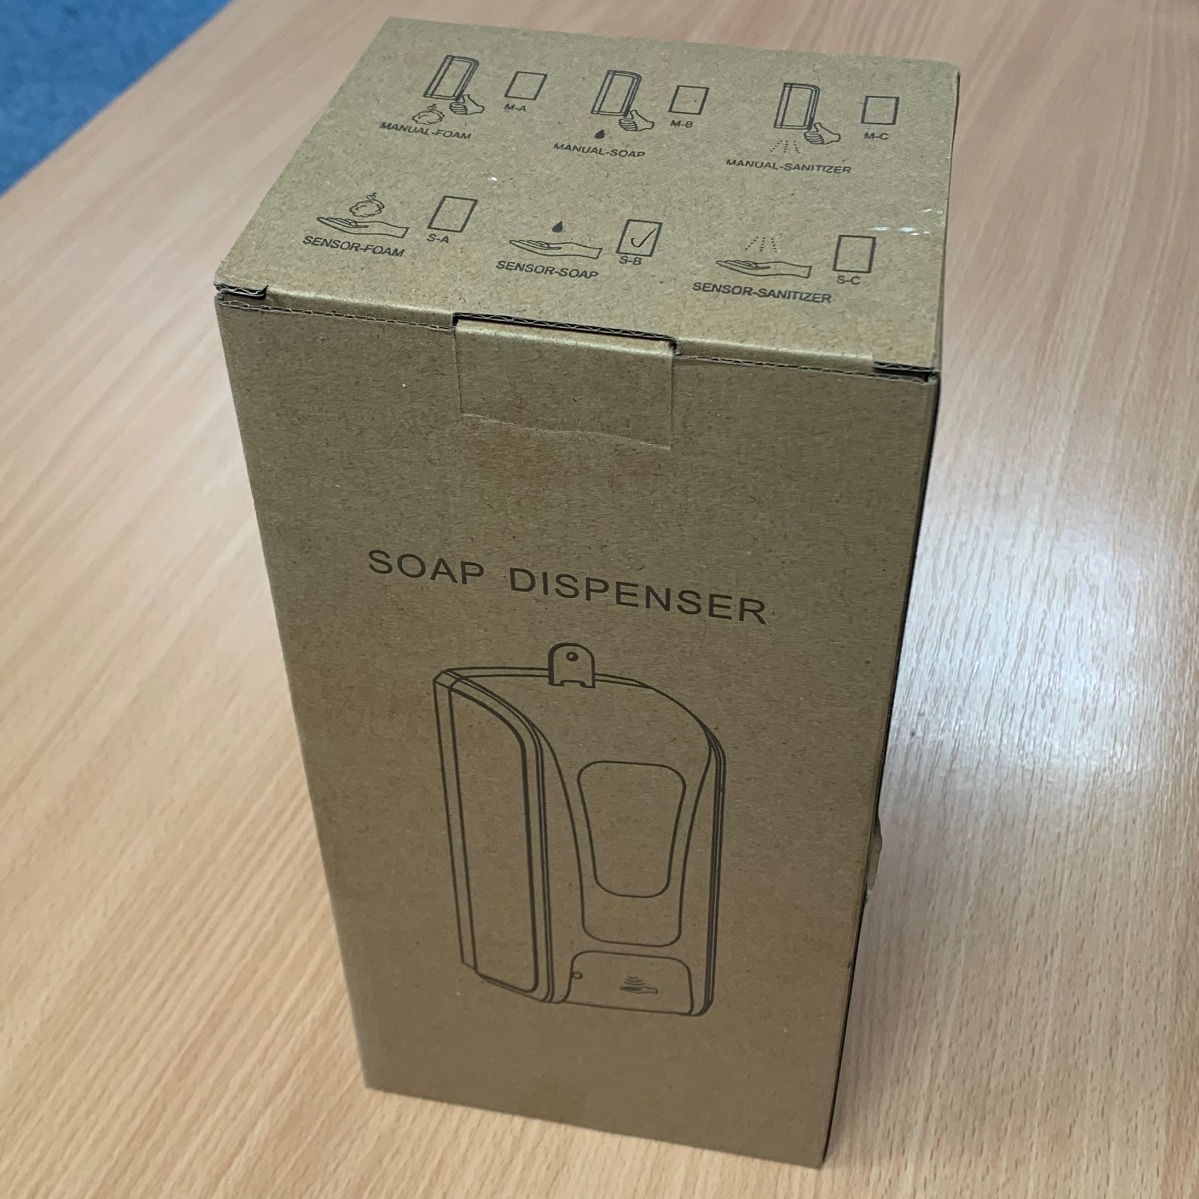 M-A M-B M-C
MANUAL-FOAM MANUAL-SOAP MANUAL-SANITIZER
S-A S-B S-C
SENSOR-FOAM SENSOR-SOAP SENSOR-SANITIZER
SOAP DISPENSER